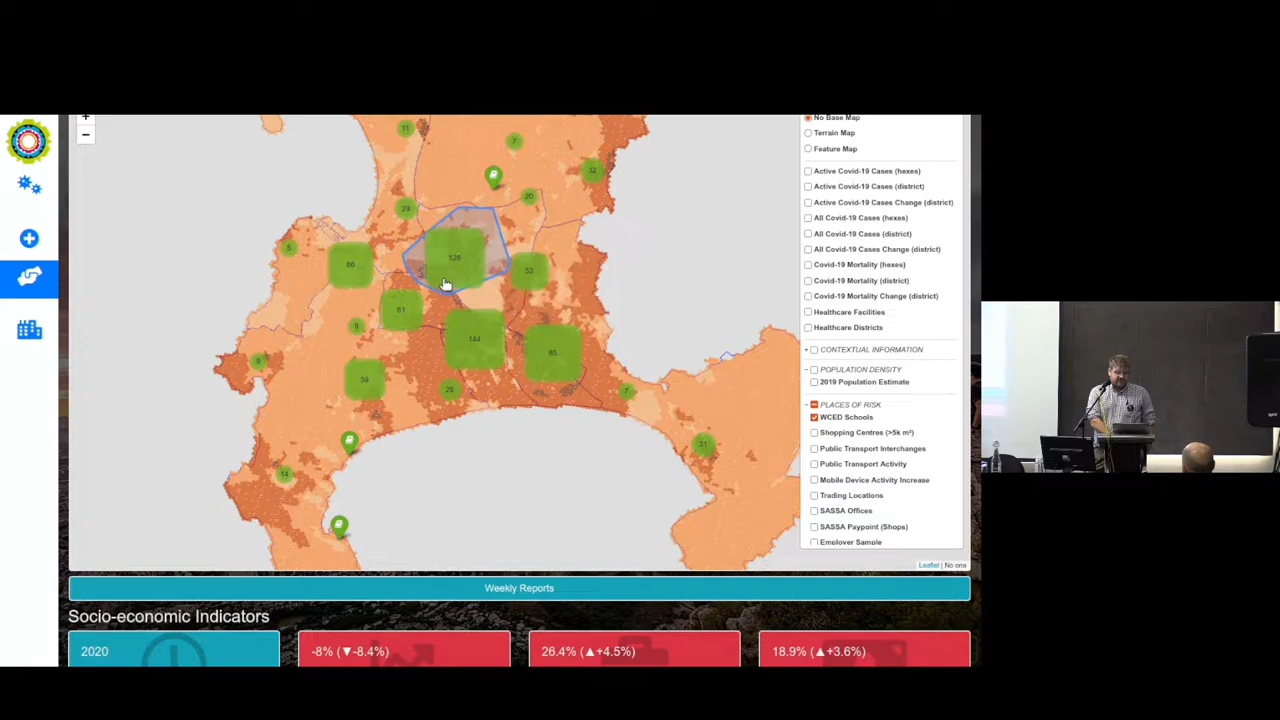 +
−
11
7
32
29
20
5
66
126
53
61
9
144
85
9
59
29
7
31
14
No Base Map
Terrain Map
Feature Map
Active Covid-19 Cases (hexes)
Active Covid-19 Cases (district)
Active Covid-19 Cases Change (district)
All Covid-19 Cases (hexes)
All Covid-19 Cases (district)
All Covid-19 Cases Change (district)
Covid-19 Mortality (hexes)
Covid-19 Mortality (district)
Covid-19 Mortality Change (district)
Healthcare Facilities
Healthcare Districts
+ CONTEXTUAL INFORMATION
− POPULATION DENSITY
2019 Population Estimate
− PLACES OF RISK
WCED Schools
Shopping Centres (>5k m²)
Public Transport Interchanges
Public Transport Activity
Mobile Device Activity Increase
Trading Locations
SASSA Offices
SASSA Paypoint (Shops)
Employer Sample
Leaflet | No one
Weekly Reports
Socio-economic Indicators
2020
-8% (▼-8.4%)
26.4% (▲+4.5%)
18.9% (▲+3.6%)